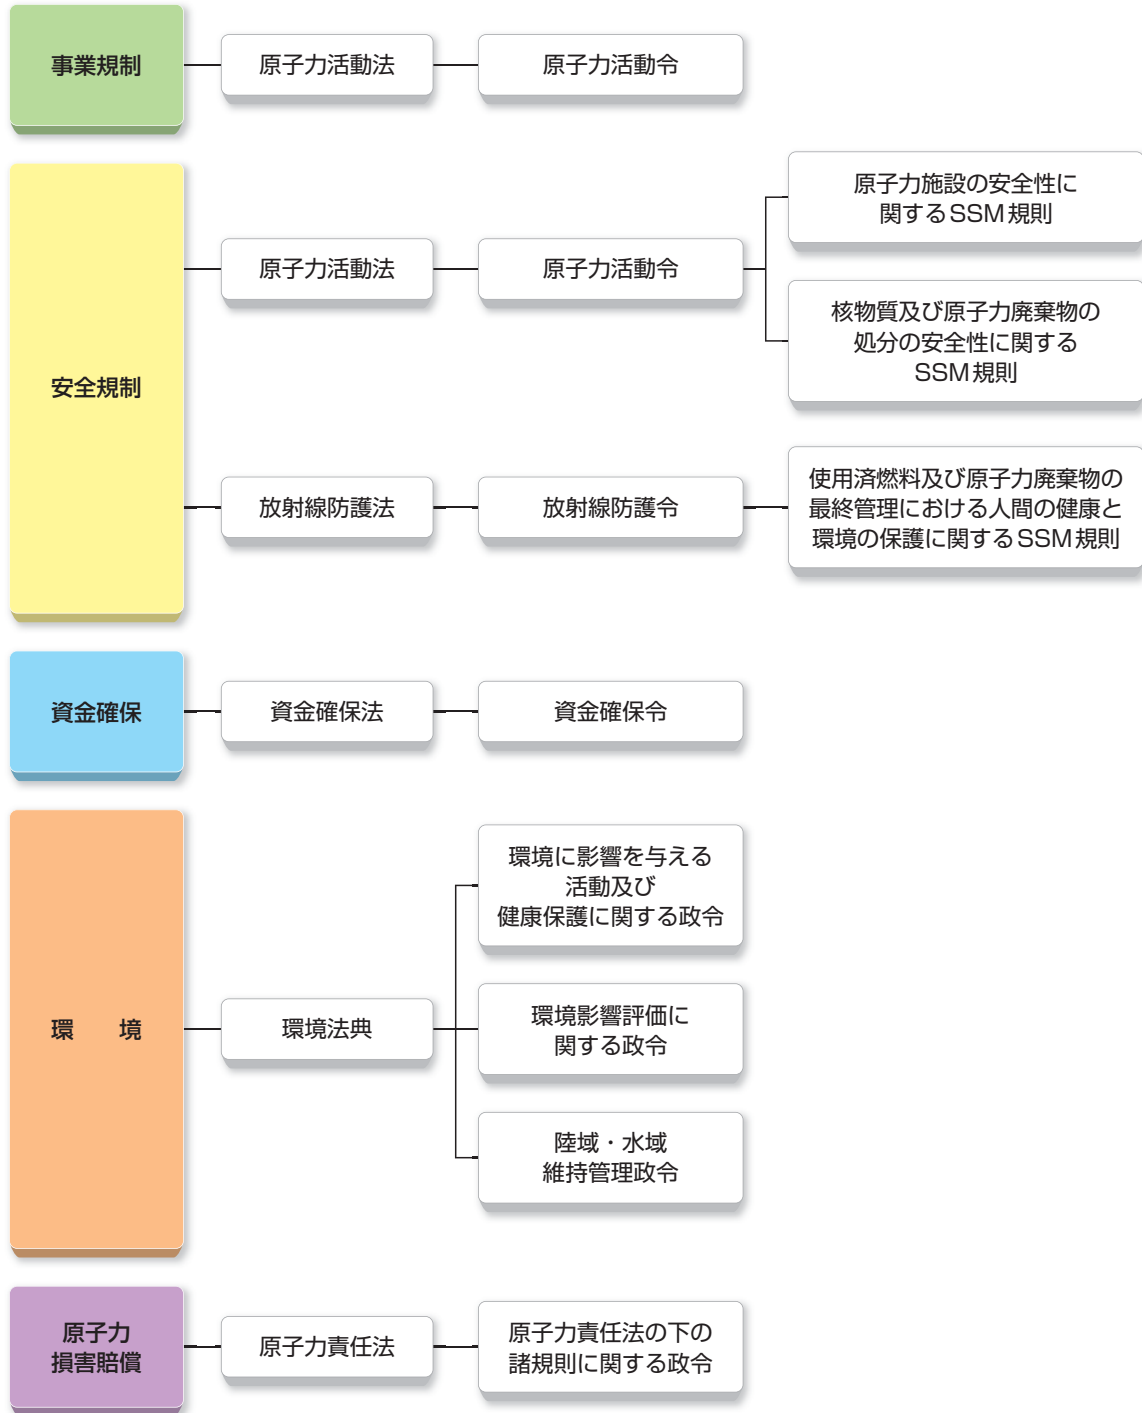 事業規制
原子力活動法
原子力活動令
安全規制
原子力活動法
原子力活動令
原子力施設の安全性に
関するSSM規則
核物質及び原子力廃棄物の
処分の安全性に関する
SSM規則
放射線防護法
放射線防護令
使用済燃料及び原子力廃棄物の
最終管理における人間の健康と
環境の保護に関するSSM規則
資金確保
資金確保法
資金確保令
環　　境
環境法典
環境に影響を与える
活動及び
健康保護に関する政令
環境影響評価に
関する政令
陸域・水域
維持管理政令
原子力
損害賠償
原子力責任法
原子力責任法の下の
諸規則に関する政令